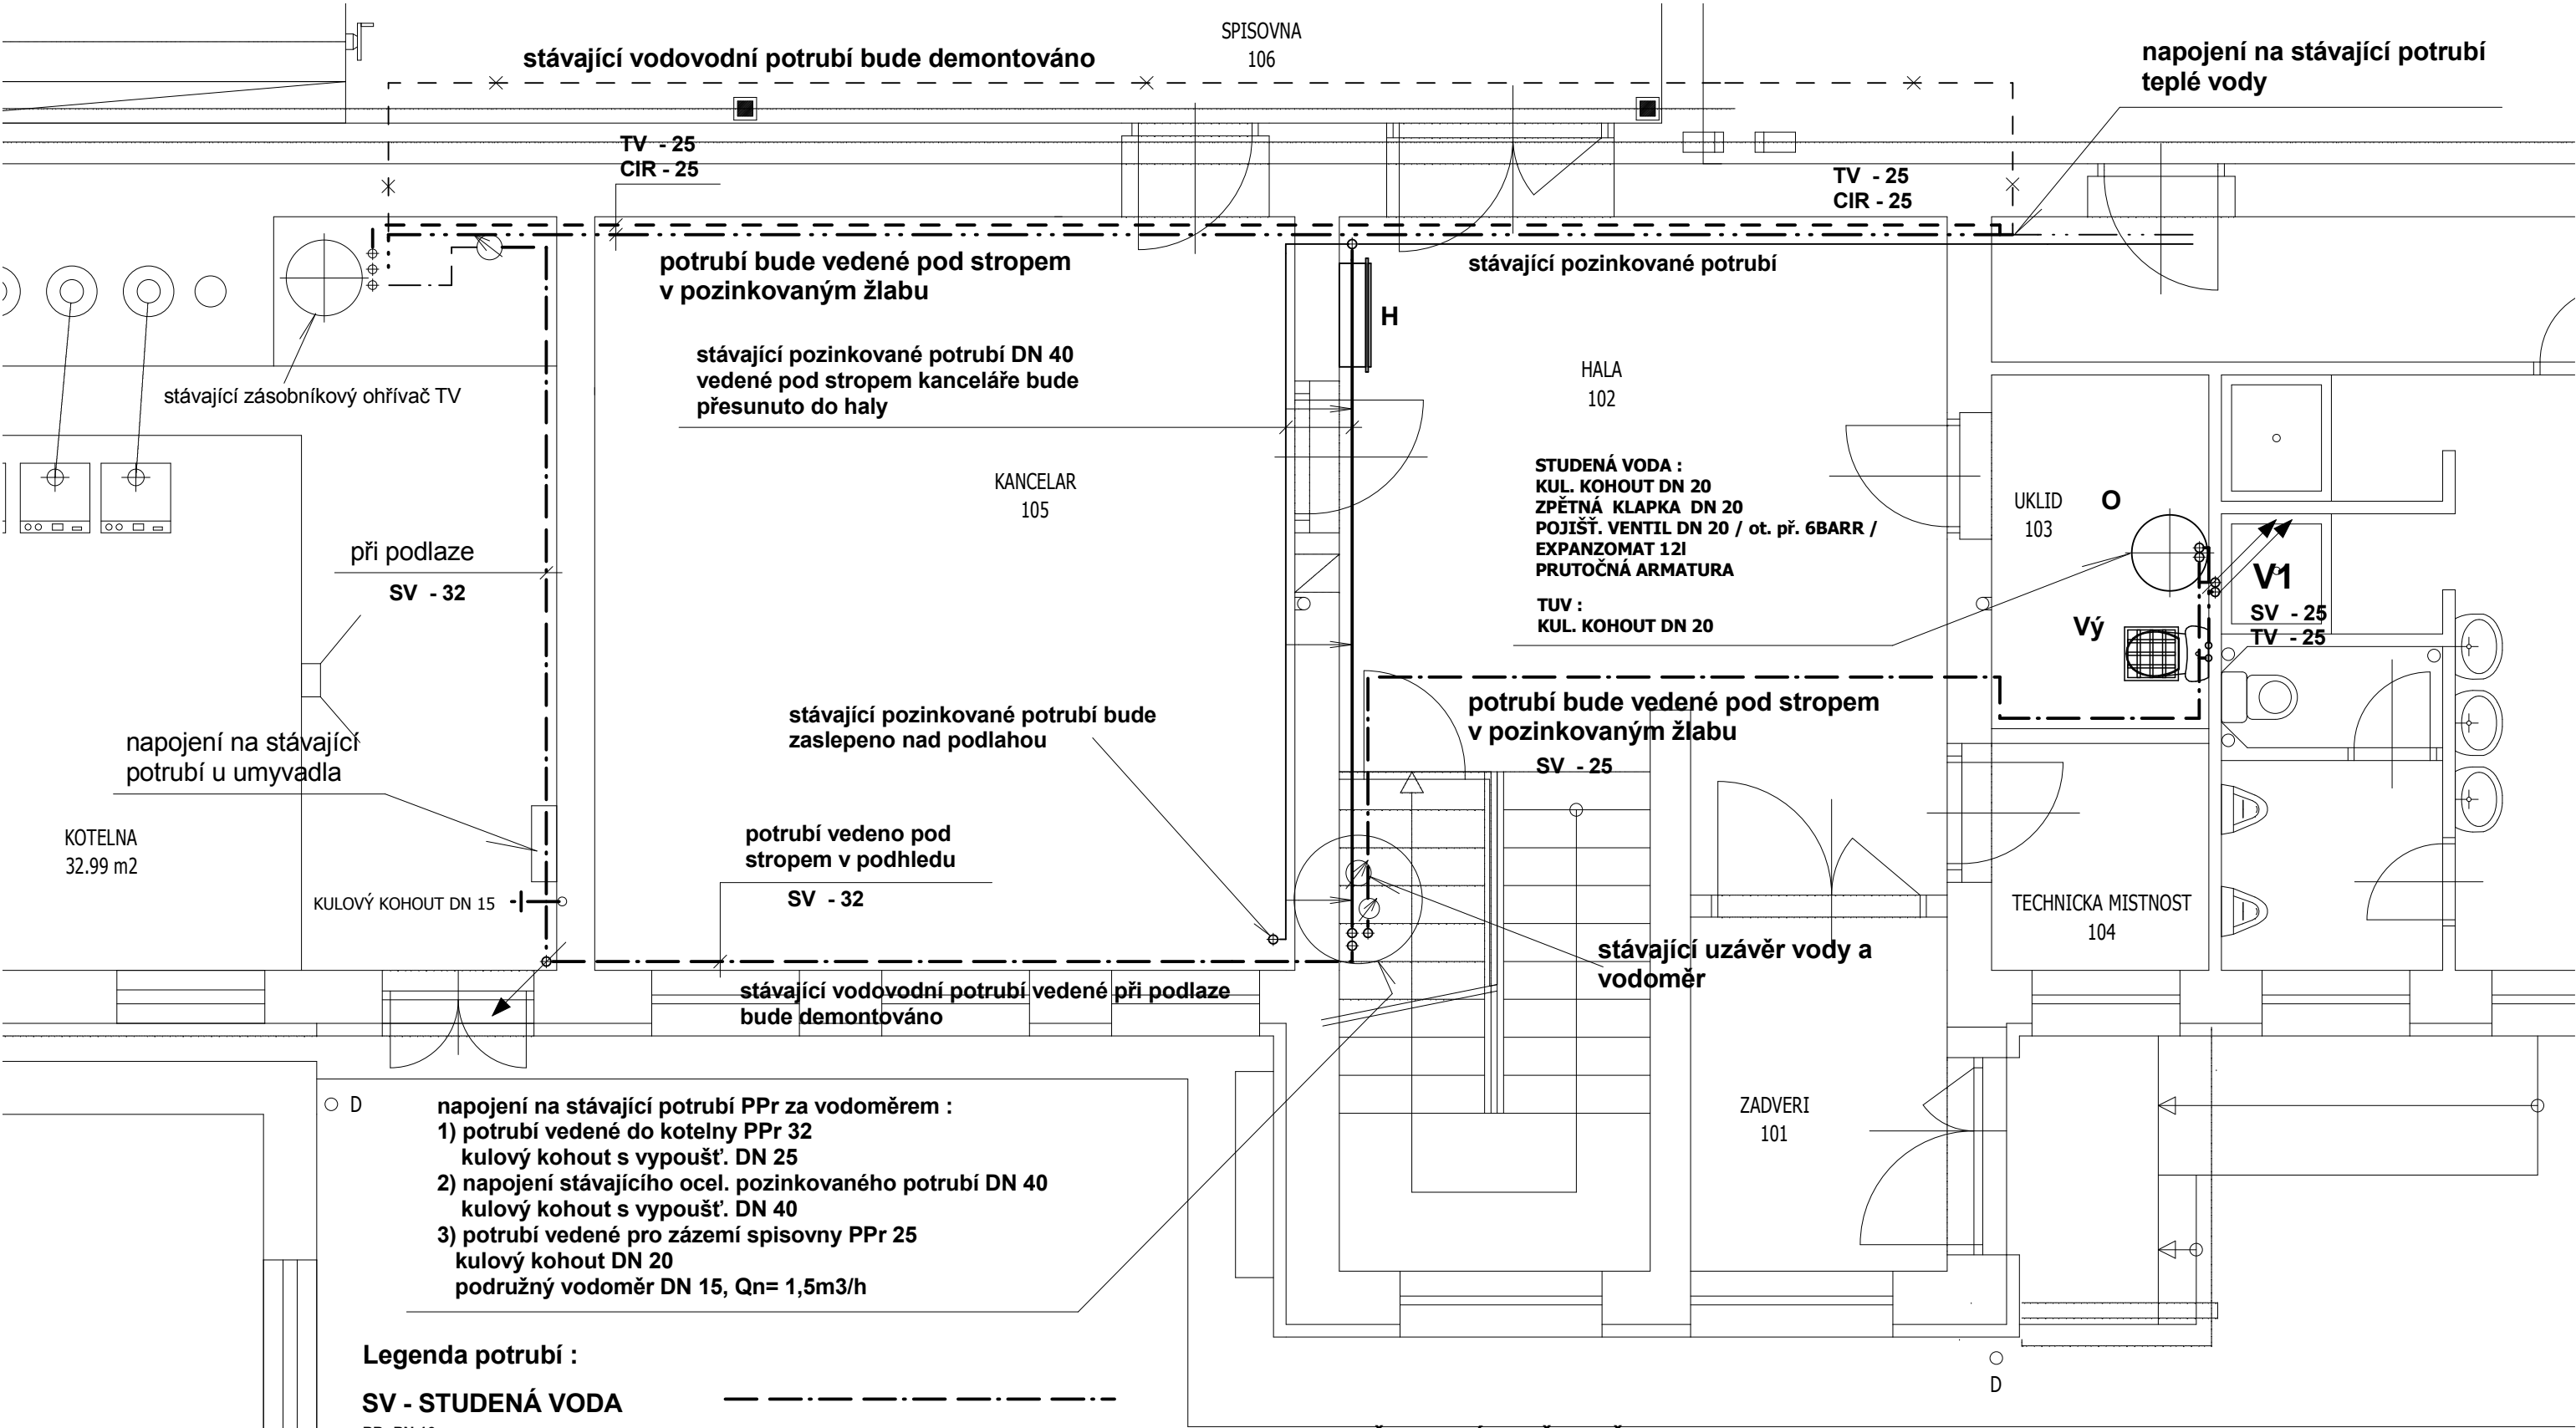 SPISOVNA
106
stávající vodovodní potrubí bude demontováno
napojení na stávající potrubí
teplé vody
TV - 25
CIR - 25
TV - 25
CIR - 25
potrubí bude vedené pod stropem
v pozinkovaným žlabu
stávající pozinkované potrubí
H
stávající pozinkované potrubí DN 40
vedené pod stropem kanceláře bude
přesunuto do haly
stávající zásobníkový ohřívač TV
HALA
102
KANCELAR
105
STUDENÁ VODA :
KUL. KOHOUT DN 20
ZPĚTNÁ KLAPKA DN 20
POJIŠŤ. VENTIL DN 20 / ot. př. 6BARR /
EXPANZOMAT 12l
PRUTOČNÁ ARMATURA
TUV :
KUL. KOHOUT DN 20
UKLID
103
O
V1
SV - 25
TV - 25
Vý
při podlaze
SV - 32
potrubí bude vedené pod stropem
v pozinkovaným žlabu
SV - 25
stávající pozinkované potrubí bude
zaslepeno nad podlahou
napojení na stávající
potrubí u umyvadla
KOTELNA
32.99 m2
potrubí vedeno pod
stropem v podhledu
SV - 32
KULOVÝ KOHOUT DN 15
TECHNICKA MISTNOST
104
stávající uzávěr vody a
vodoměr
stávající vodovodní potrubí vedené při podlaze
bude demontováno
D
napojení na stávající potrubí PPr za vodoměrem :
1) potrubí vedené do kotelny PPr 32
kulový kohout s vypoušť. DN 25
2) napojení stávajícího ocel. pozinkovaného potrubí DN 40
kulový kohout s vypoušť. DN 40
3) potrubí vedené pro zázemí spisovny PPr 25
kulový kohout DN 20
podružný vodoměr DN 15, Qn= 1,5m3/h
ZADVERI
101
D
Legenda potrubí :
SV - STUDENÁ VODA